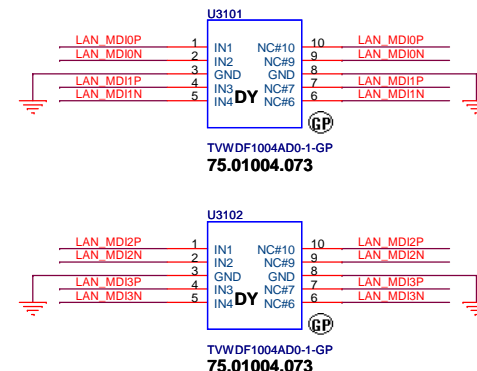 U3101
LAN_MDI0P 1 IN1 NC#10 10 LAN_MDI0P
LAN_MDI0N 2 IN2 NC#9 9 LAN_MDI0N
3 GND GND 8
LAN_MDI1P 4 IN3 NC#7 7 LAN_MDI1P
LAN_MDI1N 5 IN4 DY NC#6 6 LAN_MDI1N
GP
TVWDF1004AD0-1-GP
75.01004.073
U3102
LAN_MDI2P 1 IN1 NC#10 10 LAN_MDI2P
LAN_MDI2N 2 IN2 NC#9 9 LAN_MDI2N
3 GND GND 8
LAN_MDI3P 4 IN3 NC#7 7 LAN_MDI3P
LAN_MDI3N 5 IN4 DY NC#6 6 LAN_MDI3N
GP
TVWDF1004AD0-1-GP
75.01004.073